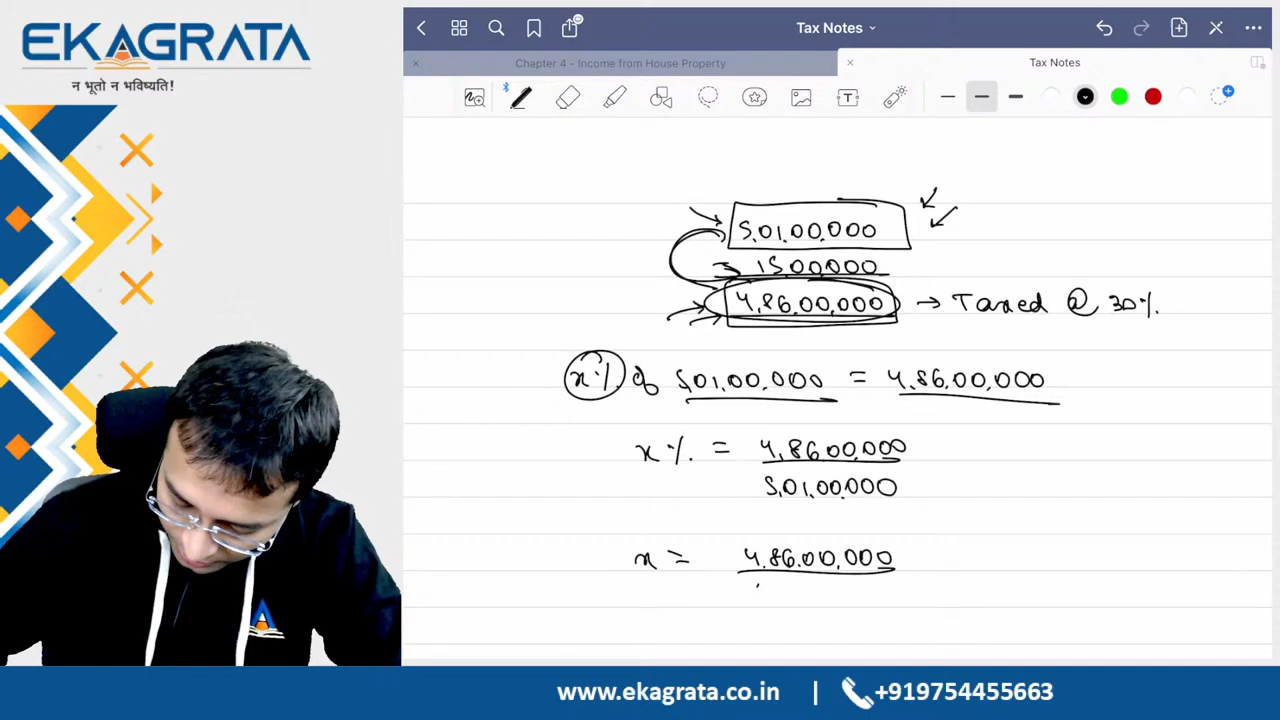 EKAGRATA
न भूतो न भविष्यति!
Tax Notes
Chapter 4 - Income from House Property
Tax Notes
T
5,01,00,000
15,00,000
4,86,00,000 → Taxed @ 30%.
x% of 5,01,00,000 = 4,86,00,000
x% = 4,86,00,000
5,01,00,000
x = 4,86,00,000
www.ekagrata.co.in | +919754455663